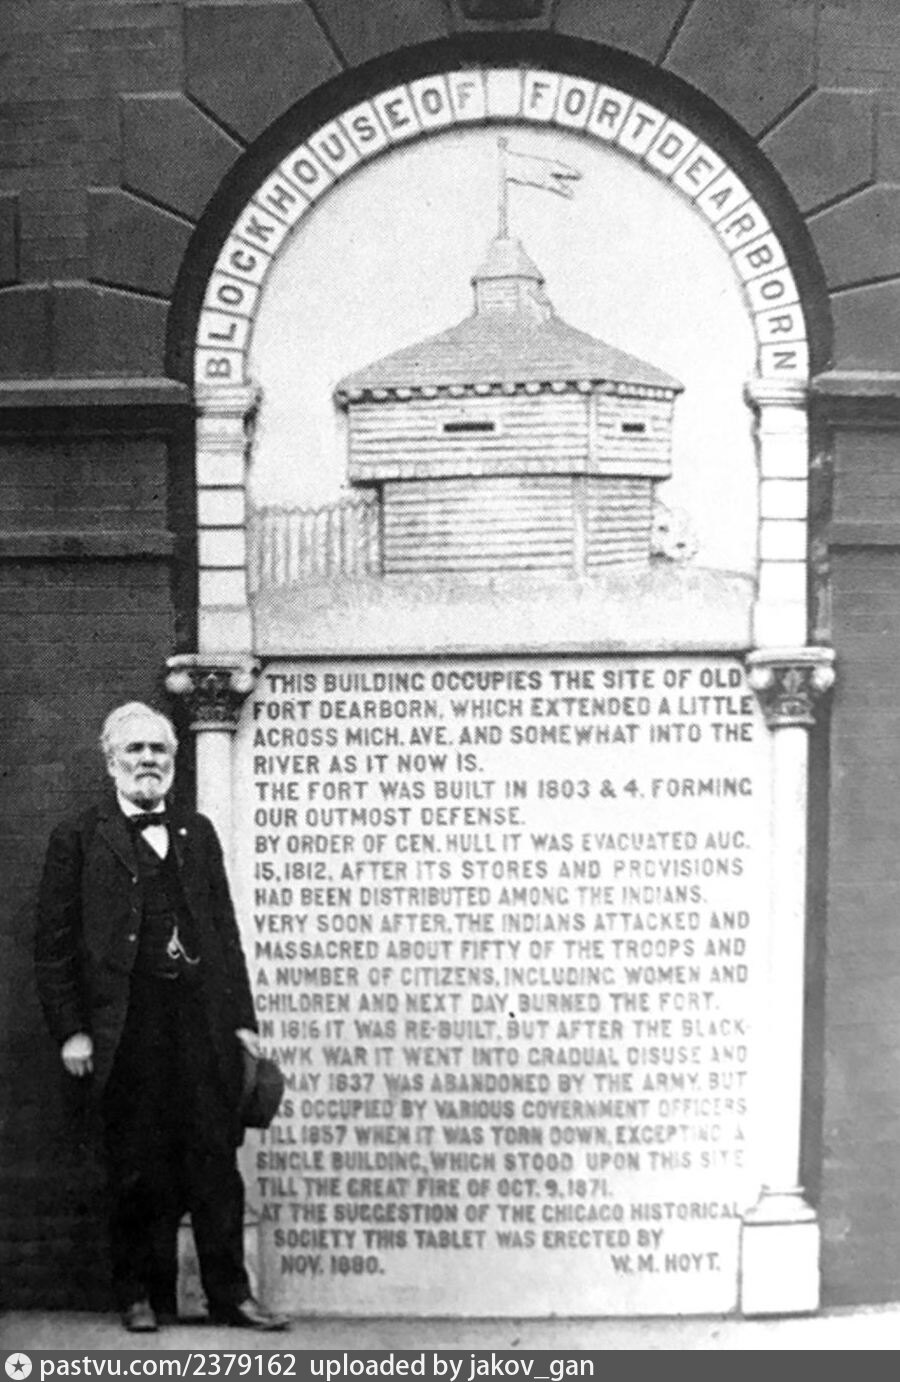 BLOCKHOUSE OF FORT DEARBORN
THIS BUILDING OCCUPIES THE SITE OF OLD
FORT DEARBORN, WHICH EXTENDED A LITTLE
ACROSS MICH. AVE. AND SOMEWHAT INTO THE
RIVER AS IT NOW IS.
THE FORT WAS BUILT IN 1803 & 4, FORMING
OUR OUTMOST DEFENSE.
BY ORDER OF GEN. HULL IT WAS EVACUATED AUG.
15, 1812, AFTER ITS STORES AND PROVISIONS
HAD BEEN DISTRIBUTED AMONG THE INDIANS.
VERY SOON AFTER, THE INDIANS ATTACKED AND
MASSACRED ABOUT FIFTY OF THE TROOPS AND
A NUMBER OF CITIZENS, INCLUDING WOMEN AND
CHILDREN AND NEXT DAY BURNED THE FORT.
IN 1816 IT WAS RE-BUILT, BUT AFTER THE BLACK-
HAWK WAR IT WENT INTO GRADUAL DISUSE AND
MAY 1837 WAS ABANDONED BY THE ARMY, BUT
WAS OCCUPIED BY VARIOUS GOVERNMENT OFFICERS
TILL 1857 WHEN IT WAS TORN DOWN, EXCEPTING A
SINGLE BUILDING, WHICH STOOD UPON THIS SITE
TILL THE GREAT FIRE OF OCT. 9, 1871.
AT THE SUGGESTION OF THE CHICAGO HISTORICAL
SOCIETY THIS TABLET WAS ERECTED BY
NOV. 1880. W. M. HOYT.
pastvu.com/2379162 uploaded by jakov_gan